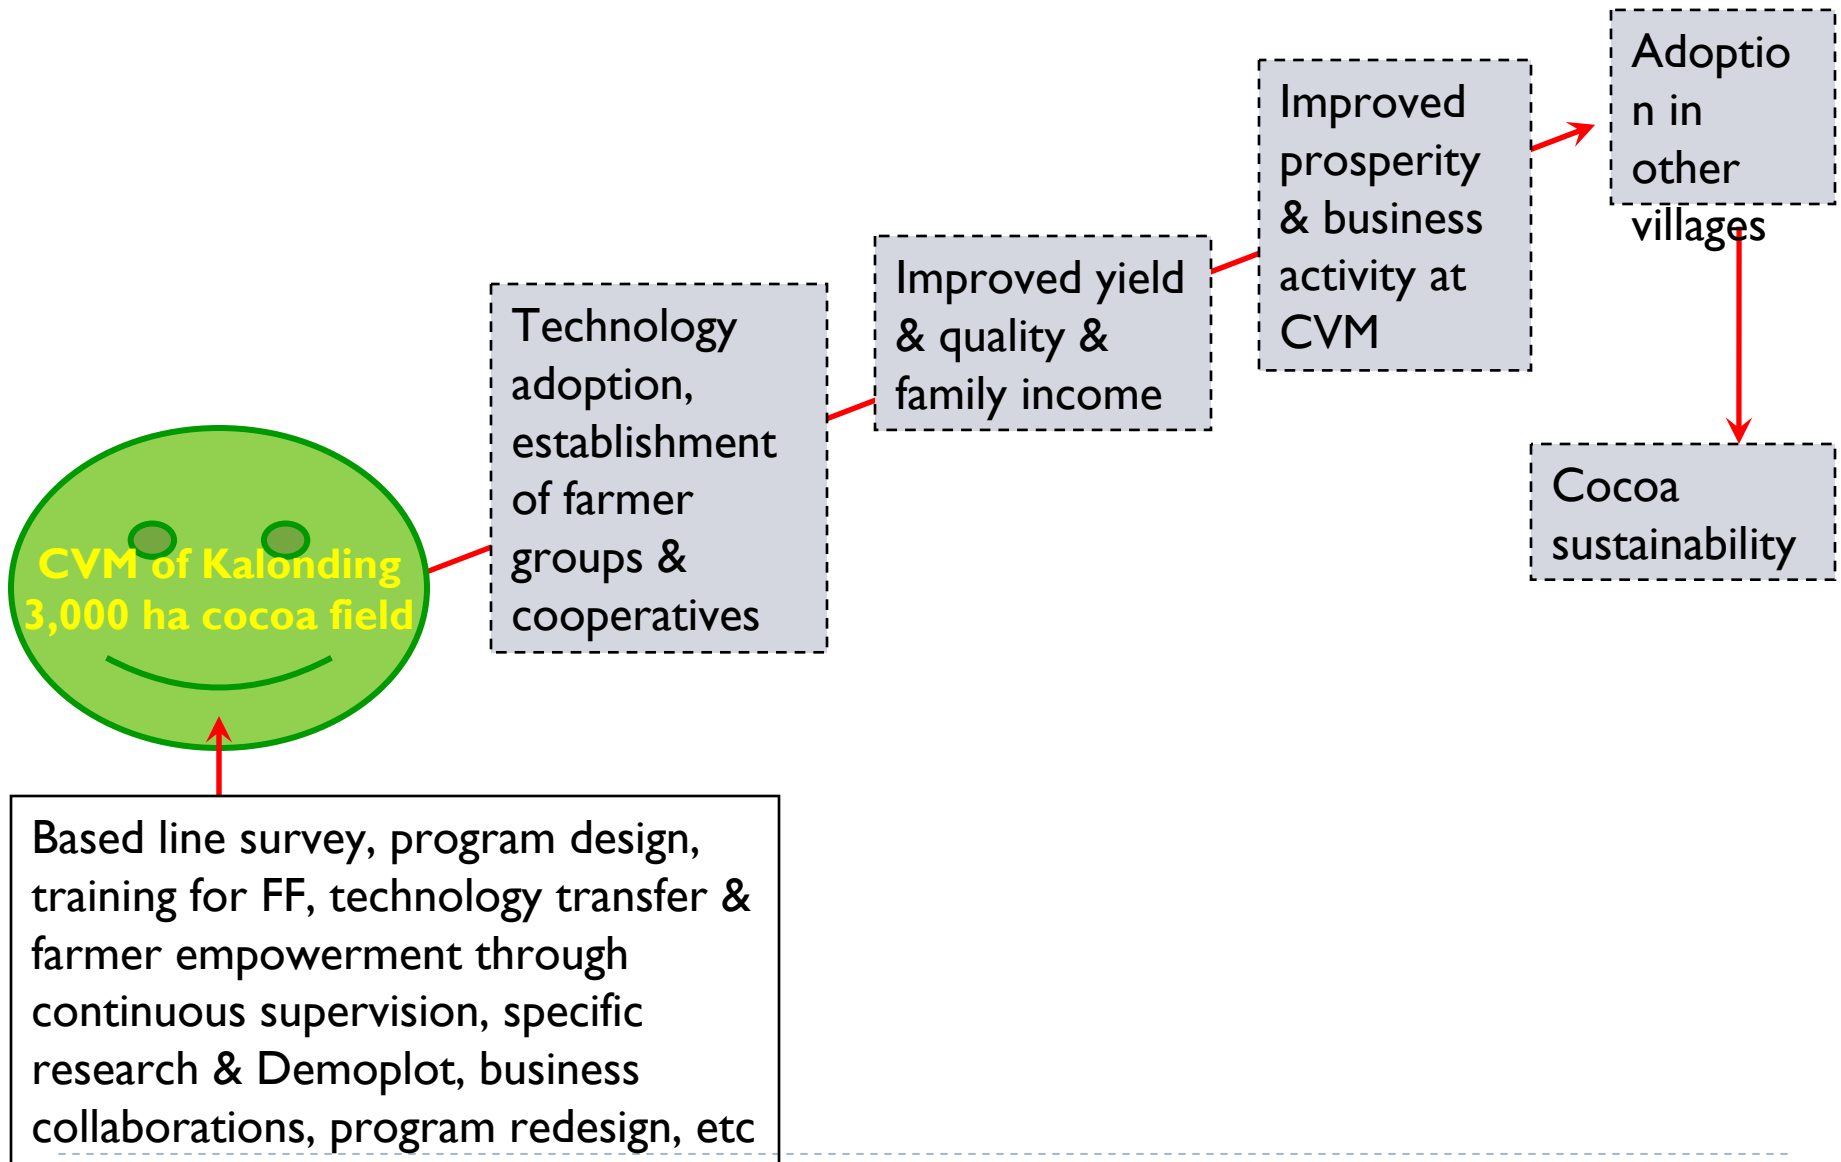 Adoptio
n in
other
villages
Improved
prosperity
& business
activity at
CVM
Improved yield
& quality &
family income
Technology
adoption,
establishment
of farmer
groups &
cooperatives
Cocoa
sustainability
CVM of Kalonding
3,000 ha cocoa field
Based line survey, program design,
training for FF, technology transfer &
farmer empowerment through
continuous supervision, specific
research & Demoplot, business
collaborations, program redesign, etc